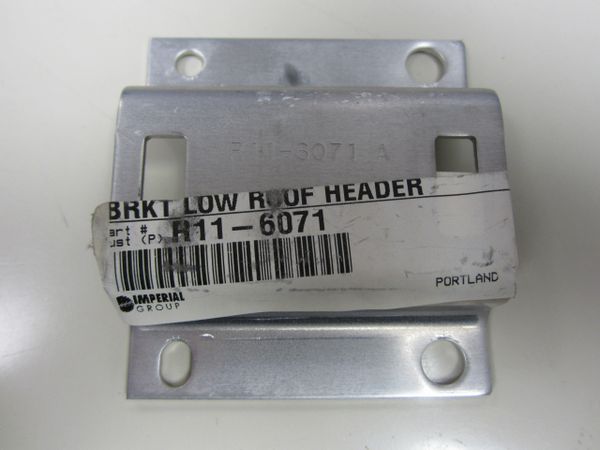 R11-6071 A
BRKT LOW ROOF HEADER
art #
ust (P) R11-6071
IMPERIAL
GROUP
PORTLAND